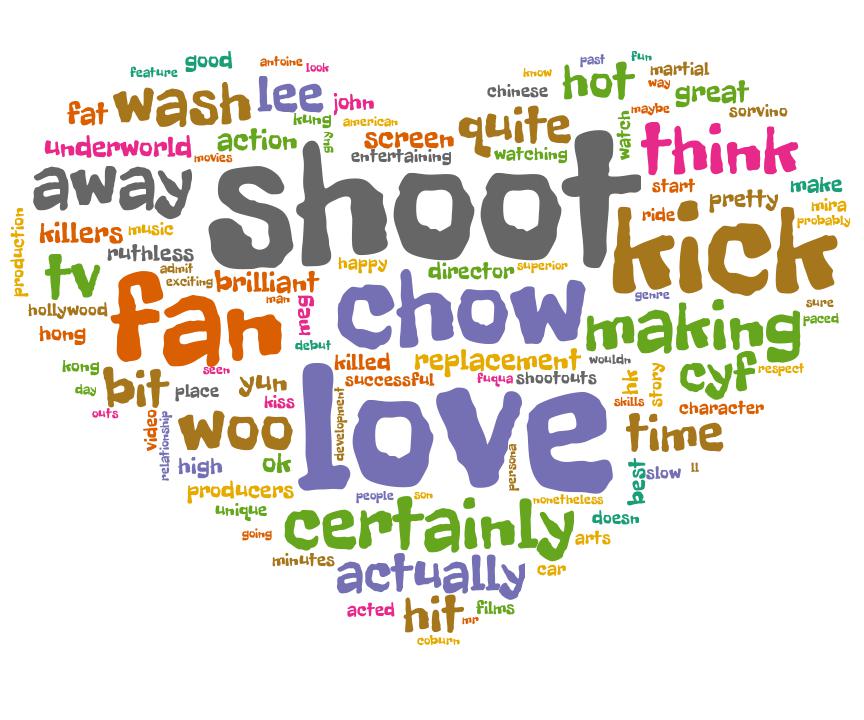 good
antoine
look
feature
past
fun
know
martial
way
chinese
hot
great
fat
wash
lee
john
maybe
sorvino
kung
american
underworld
action
movies
screen
entertaining
quite
watching
watch
think
away
shoot
start
make
pretty
mira
probably
ride
kick
killers
music
ruthless
production
happy
director
superior
tv
admit
exciting
brilliant
man
meg
ryan
genre
sure
paced
hollywood
hong
fan
debut
chow
making
kong
seen
killed
replacement
wouldn
cyf
respect
day
bit
place
yun
kiss
successful
fuqua
shootouts
hk
skills
story
character
outs
video
relationship
woo
development
love
persona
time
high
ok
best
slow
ll
producers
unique
people
son
nonetheless
certainly
doesn
going
arts
minutes
actually
car
acted
hit
mr
films
coburn